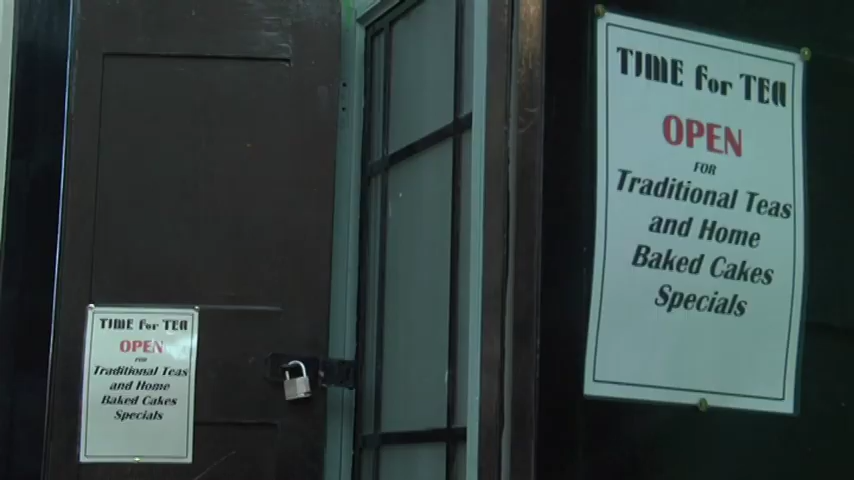 TIME for TEA
OPEN
FOR
Traditional Teas
and Home
Baked Cakes
Specials
TIME for TEA
OPEN
FOR
Traditional Teas
and Home
Baked Cakes
Specials